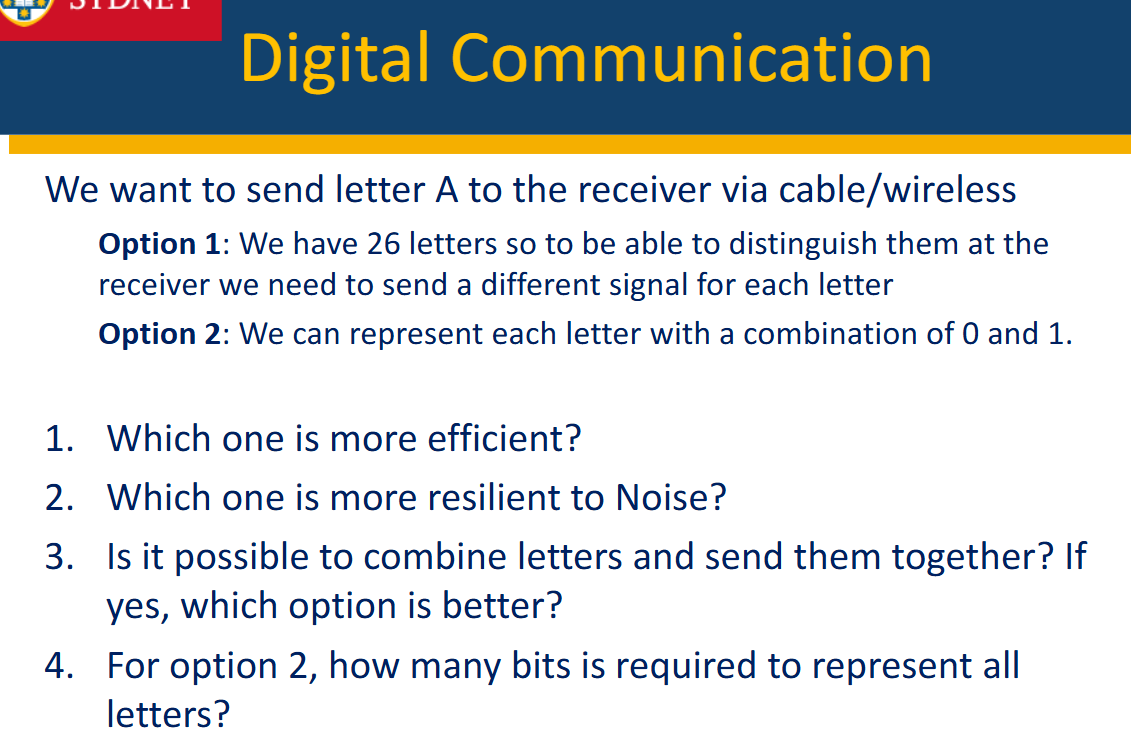 SYDNEY
Digital Communication
We want to send letter A to the receiver via cable/wireless
Option 1: We have 26 letters so to be able to distinguish them at the
receiver we need to send a different signal for each letter
Option 2: We can represent each letter with a combination of 0 and 1.
1. Which one is more efficient?
2. Which one is more resilient to Noise?
3. Is it possible to combine letters and send them together? If
yes, which option is better?
4. For option 2, how many bits is required to represent all
letters?